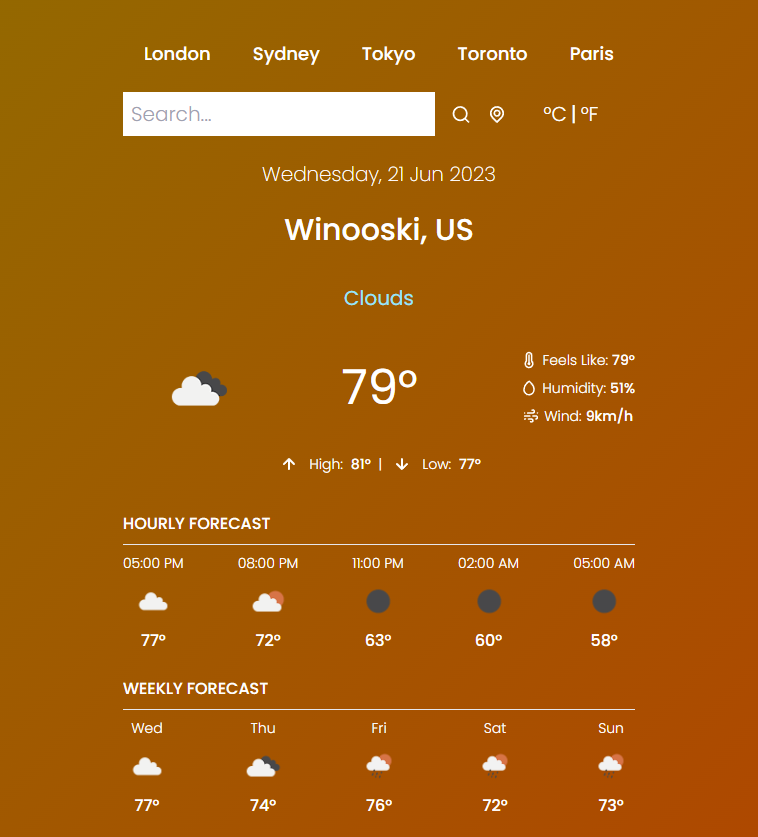 London Sydney Tokyo Toronto Paris
Search... °C | °F
Wednesday, 21 Jun 2023
Winooski, US
Clouds
79°
Feels Like: 79°
Humidity: 51%
Wind: 9km/h
High: 81° | Low: 77°
HOURLY FORECAST
05:00 PM 08:00 PM 11:00 PM 02:00 AM 05:00 AM
77° 72° 63° 60° 58°
WEEKLY FORECAST
Wed Thu Fri Sat Sun
77° 74° 76° 72° 73°